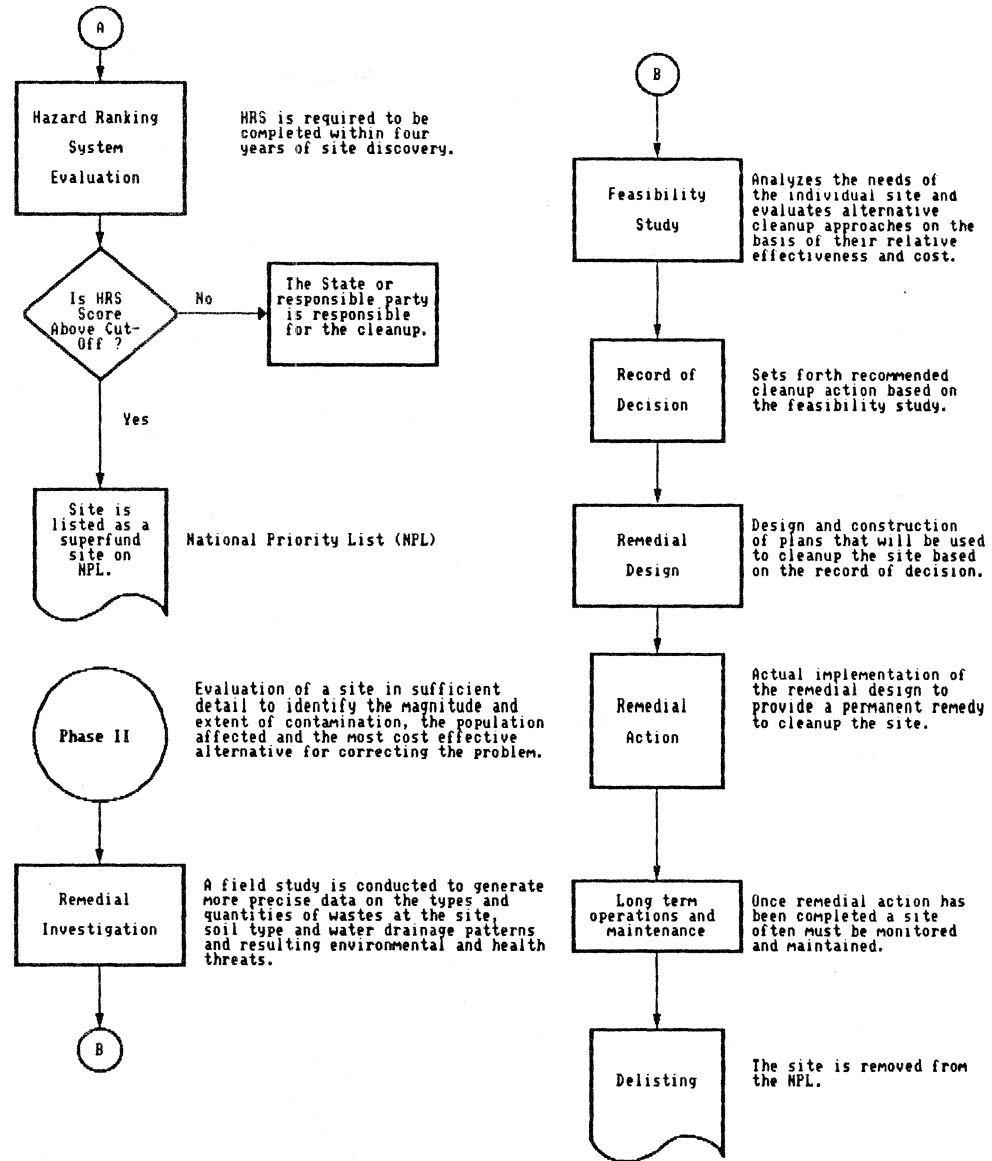 A
Hazard Ranking
System
Evaluation
HRS is required to be
completed within four
years of site discovery.
Is HRS
Score
Above Cut-
Off ?
No
The State or
responsible party
is responsible
for the cleanup.
Yes
Site is
listed as a
superfund
site on
NPL.
National Priority List (NPL)
Phase II
Evaluation of a site in sufficient
detail to identify the magnitude and
extent of contamination, the population
affected and the most cost effective
alternative for correcting the problem.
Remedial
Investigation
A field study is conducted to generate
more precise data on the types and
quantities of wastes at the site,
soil type and water drainage patterns
and resulting environmental and health
threats.
B
B
Feasibility
Study
Analyzes the needs of
the individual site and
evaluates alternative
cleanup approaches on the
basis of their relative
effectiveness and cost.
Record of
Decision
Sets forth recommended
cleanup action based on
the feasibility study.
Remedial
Design
Design and construction
of plans that will be used
to cleanup the site based
on the record of decision.
Remedial
Action
Actual implementation of
the remedial design to
provide a permanent remedy
to cleanup the site.
Long term
operations and
maintenance
Once remedial action has
been completed a site
often must be monitored
and maintained.
Delisting
The site is removed from
the NPL.